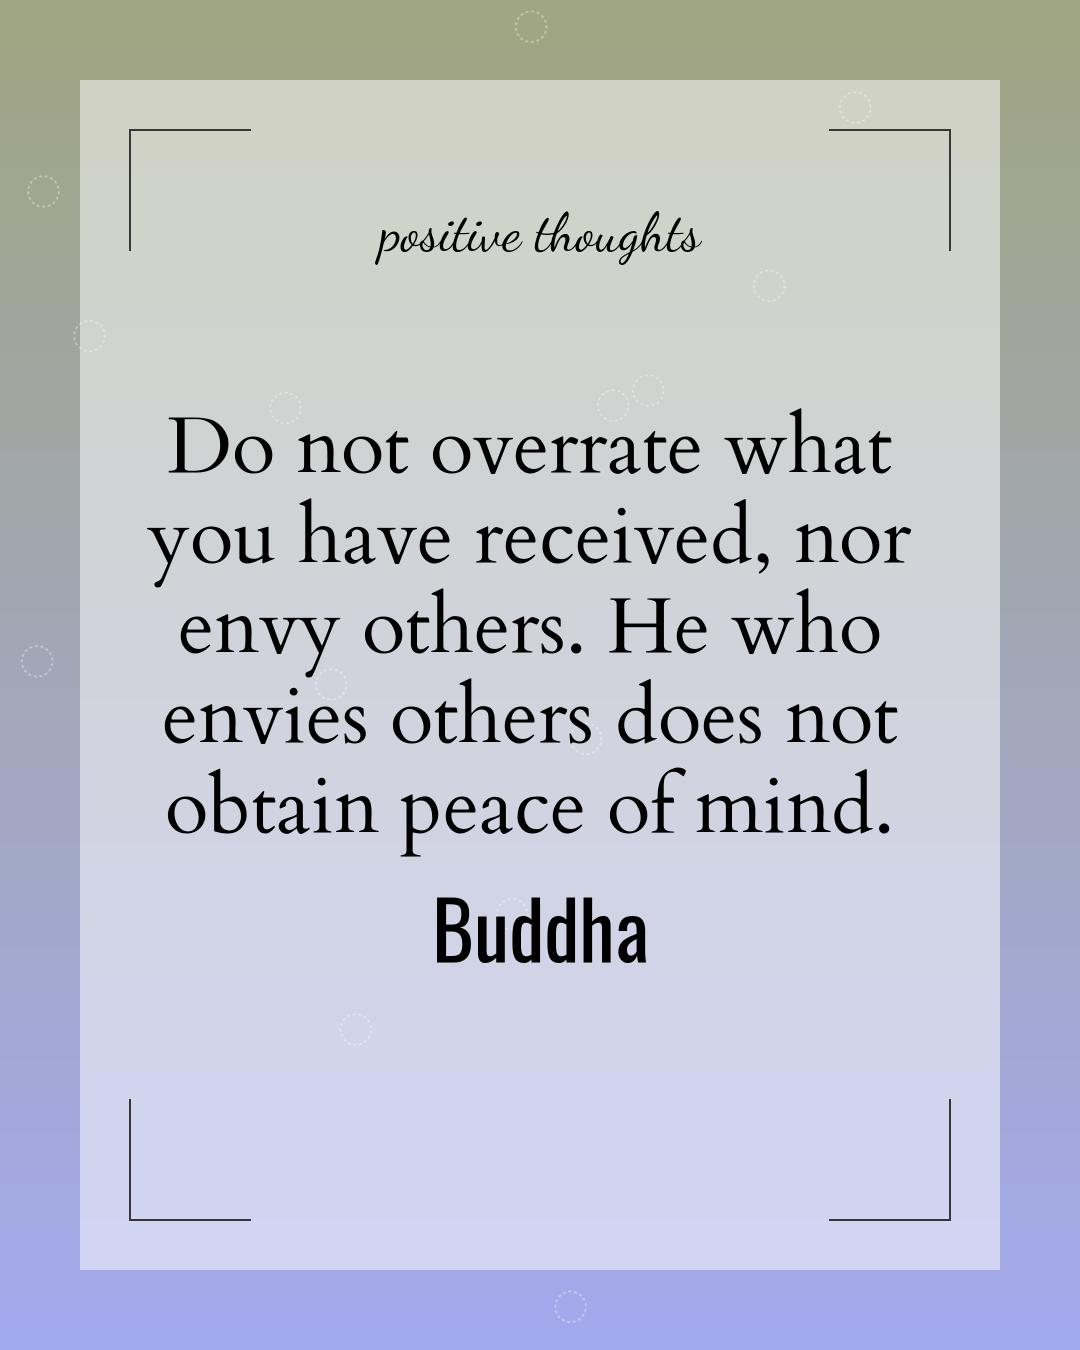 positive thoughts
Do not overrate what
you have received, nor
envy others. He who
envies others does not
obtain peace of mind.
Buddha